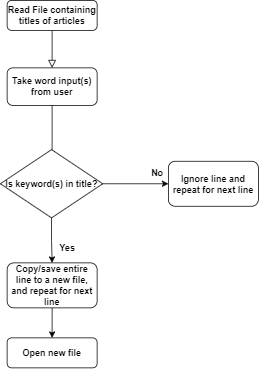 Read File containing
titles of articles
Take word input(s)
from user
Is keyword(s) in title?
No
Ignore line and
repeat for next line
Yes
Copy/save entire
line to a new file,
and repeat for next
line
Open new file